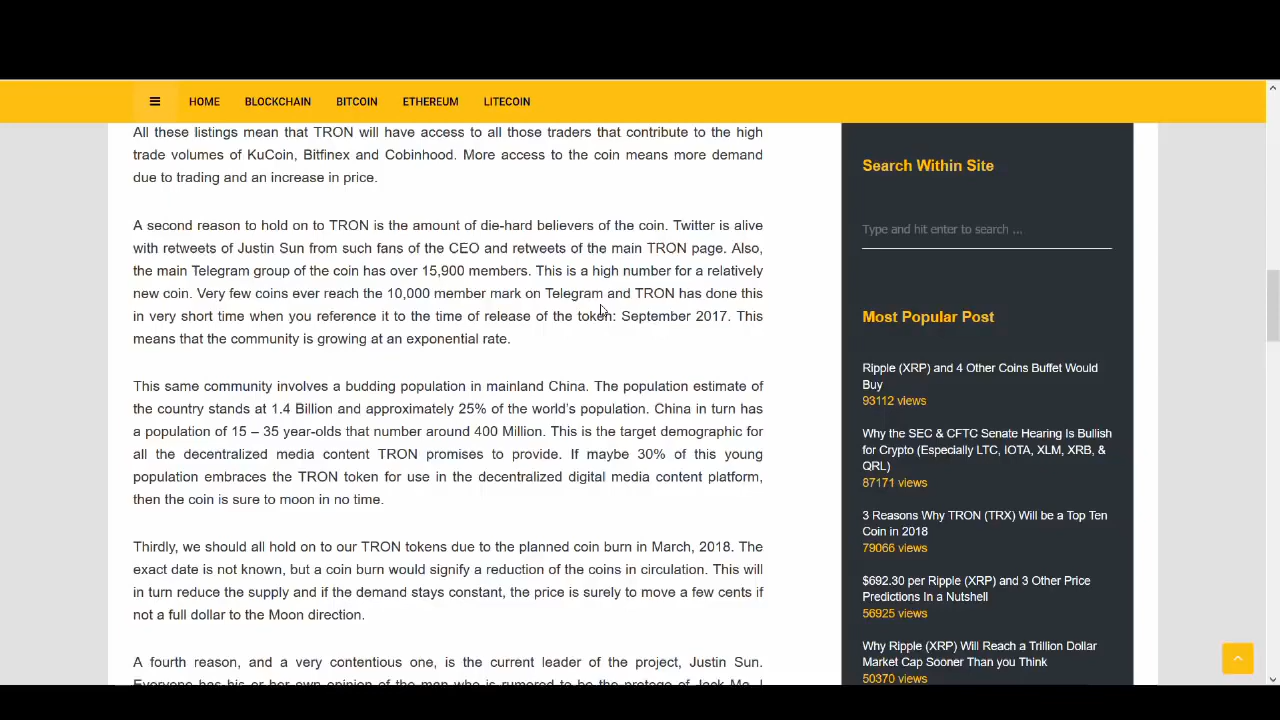 HOME BLOCKCHAIN BITCOIN ETHEREUM LITECOIN
All these listings mean that TRON will have access to all those traders that contribute to the high
trade volumes of KuCoin, Bitfinex and Cobinhood. More access to the coin means more demand
due to trading and an increase in price.
A second reason to hold on to TRON is the amount of die-hard believers of the coin. Twitter is alive
with retweets of Justin Sun from such fans of the CEO and retweets of the main TRON page. Also,
the main Telegram group of the coin has over 15,900 members. This is a high number for a relatively
new coin. Very few coins ever reach the 10,000 member mark on Telegram and TRON has done this
in very short time when you reference it to the time of release of the token: September 2017. This
means that the community is growing at an exponential rate.
This same community involves a budding population in mainland China. The population estimate of
the country stands at 1.4 Billion and approximately 25% of the world's population. China in turn has
a population of 15 – 35 year-olds that number around 400 Million. This is the target demographic for
all the decentralized media content TRON promises to provide. If maybe 30% of this young
population embraces the TRON token for use in the decentralized digital media content platform,
then the coin is sure to moon in no time.
Thirdly, we should all hold on to our TRON tokens due to the planned coin burn in March, 2018. The
exact date is not known, but a coin burn would signify a reduction of the coins in circulation. This will
in turn reduce the supply and if the demand stays constant, the price is surely to move a few cents if
not a full dollar to the Moon direction.
A fourth reason, and a very contentious one, is the current leader of the project, Justin Sun.
Everyone has his or her own opinion of the man who is rumored to be the protege of Jack Ma. I
Search Within Site
Type and hit enter to search ...
Most Popular Post
Ripple (XRP) and 4 Other Coins Buffet Would
Buy
93112 views
Why the SEC & CFTC Senate Hearing Is Bullish
for Crypto (Especially LTC, IOTA, XLM, XRB, &
QRL)
87171 views
3 Reasons Why TRON (TRX) Will be a Top Ten
Coin in 2018
79066 views
$692.30 per Ripple (XRP) and 3 Other Price
Predictions In a Nutshell
56925 views
Why Ripple (XRP) Will Reach a Trillion Dollar
Market Cap Sooner Than you Think
50370 views